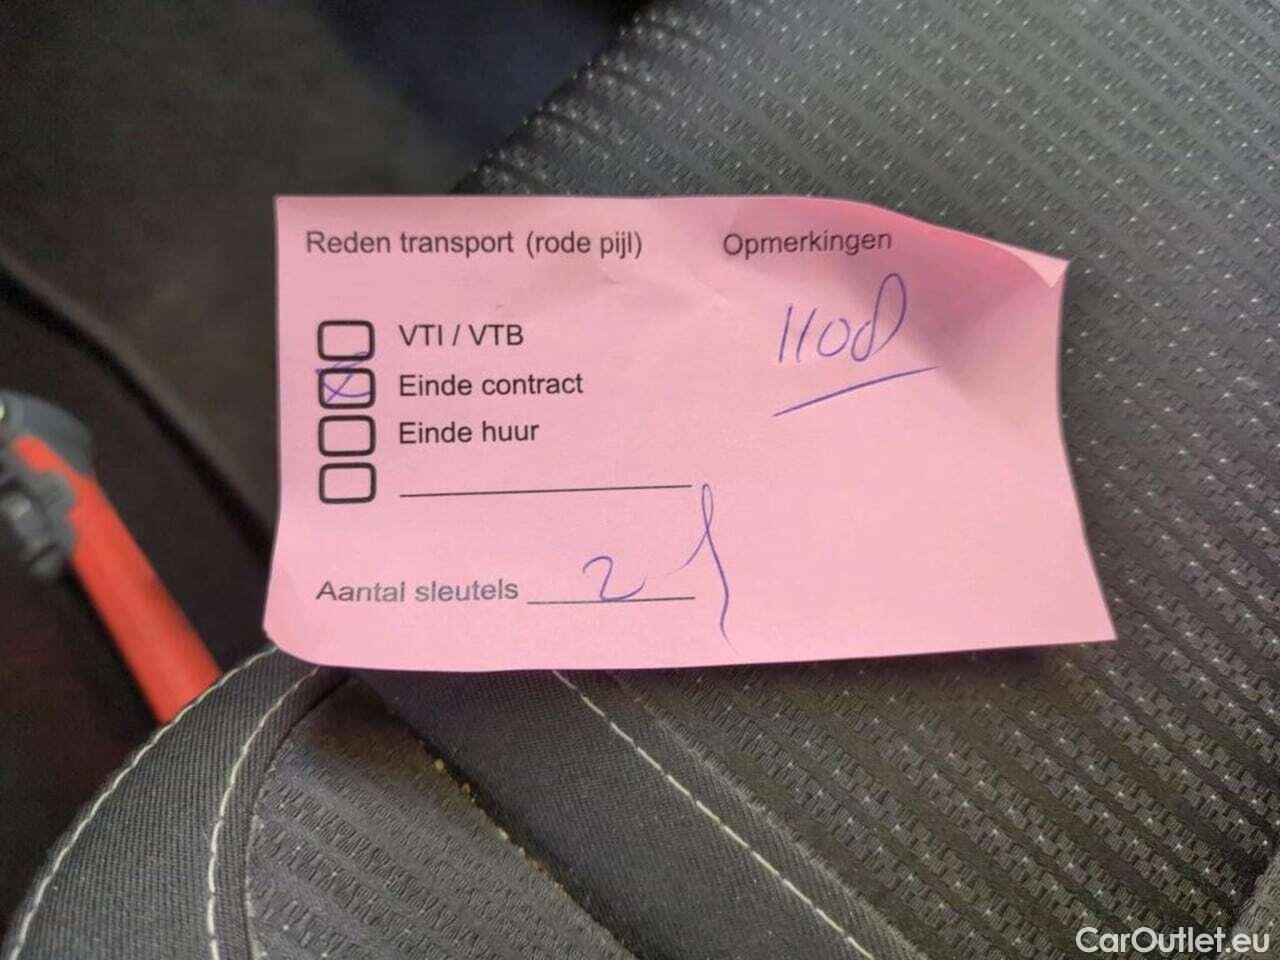 Reden transport (rode pijl)
Opmerkingen
1108
VTI / VTB
Einde contract
Einde huur
Aantal sleutels 2
CarOutlet.eu